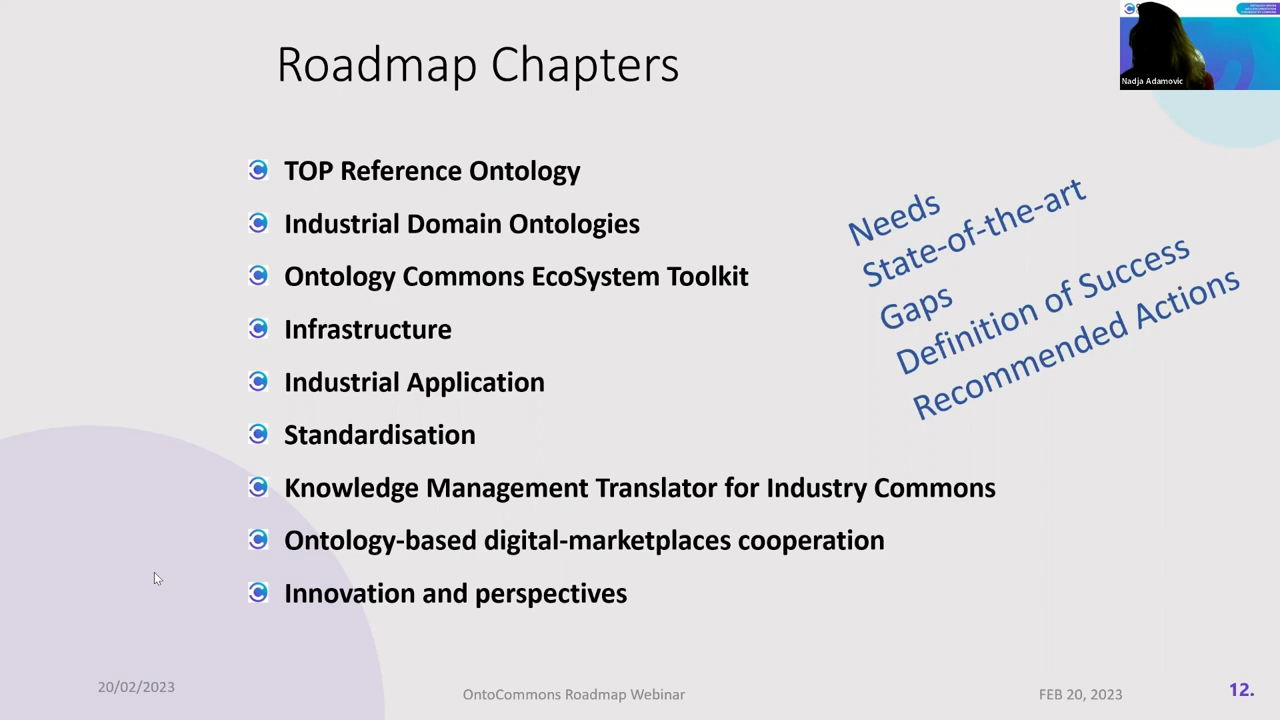 Roadmap Chapters
Nadja Adamovic
TOP Reference Ontology
Industrial Domain Ontologies
Ontology Commons EcoSystem Toolkit
Infrastructure
Industrial Application
Standardisation
Knowledge Management Translator for Industry Commons
Ontology-based digital-marketplaces cooperation
Innovation and perspectives
Needs
State-of-the-art
Gaps
Definition of Success
Recommended Actions
20/02/2023
OntoCommons Roadmap Webinar
FEB 20, 2023
12.